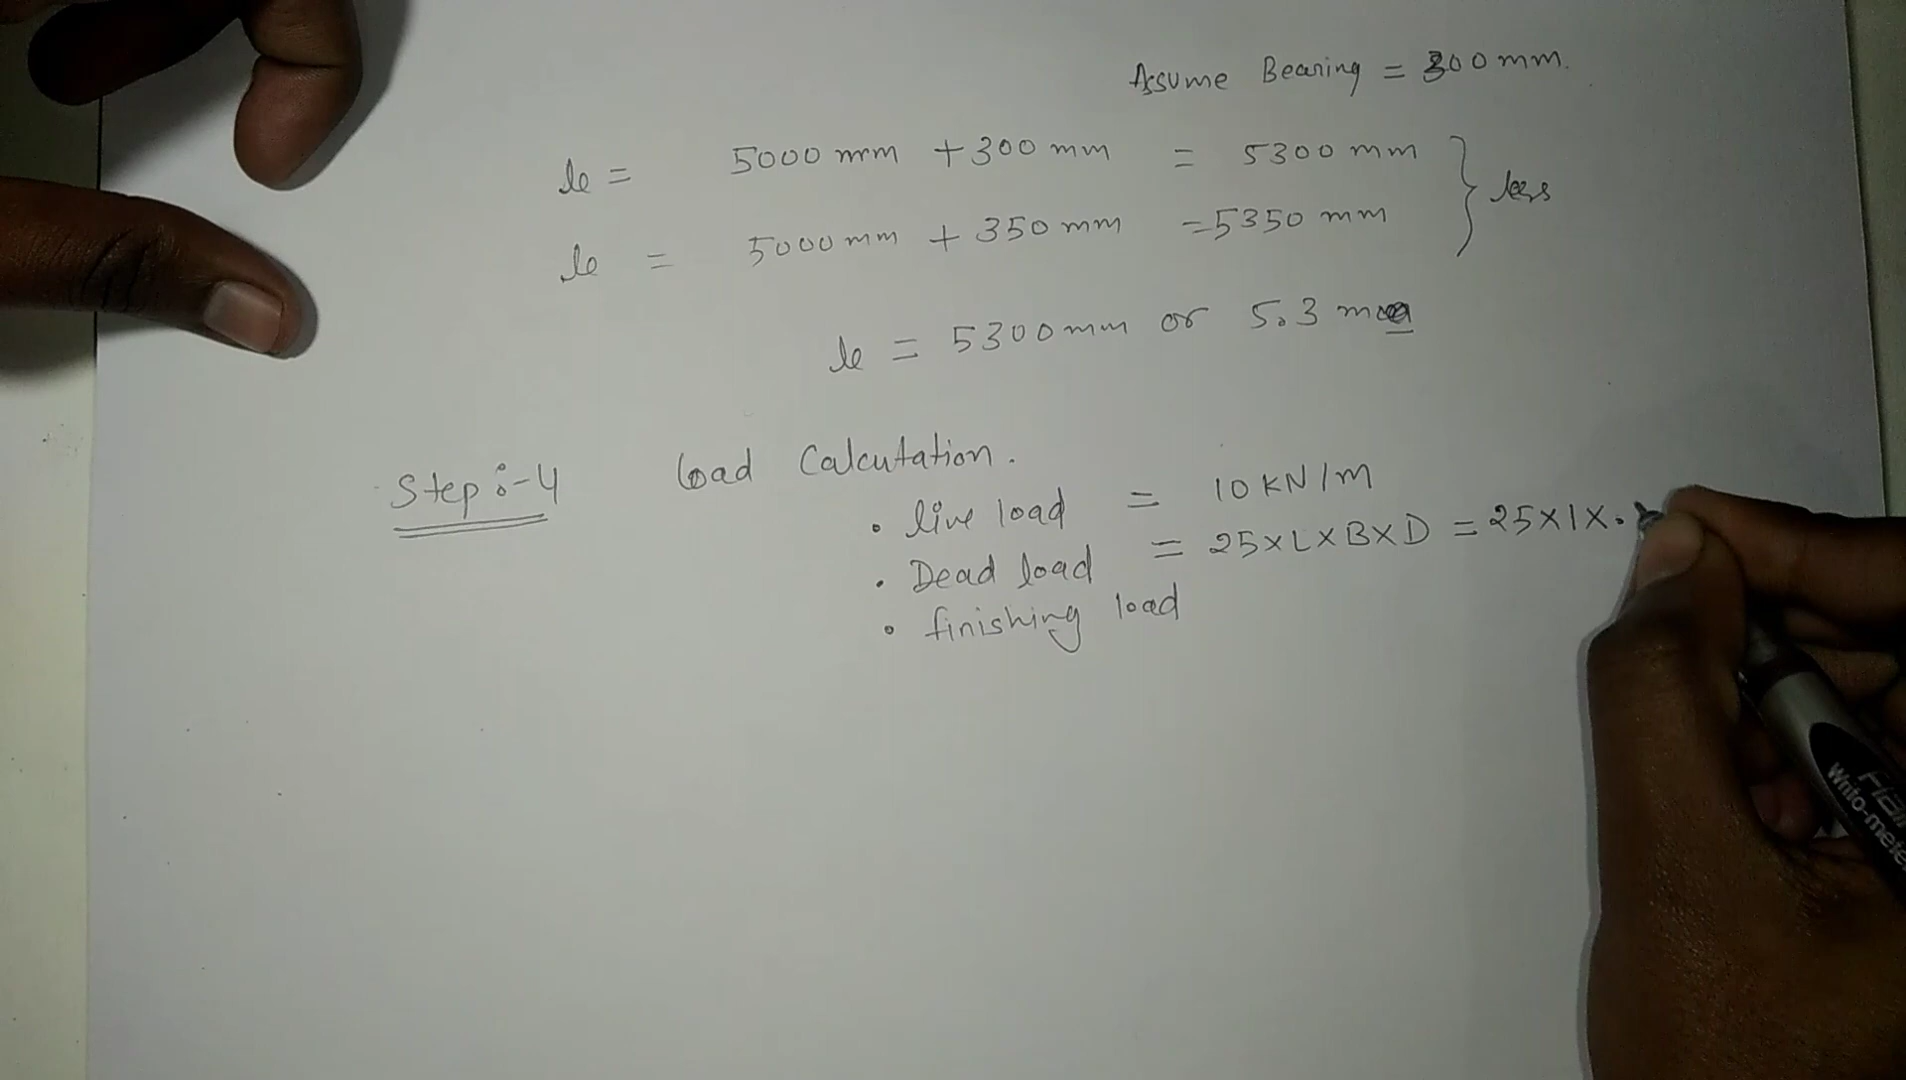 Assume Bearing = 300 mm.
le = 5000 mm + 300 mm = 5300 mm
le = 5000 mm + 350 mm = 5350 mm
} less
le = 5300 mm or 5.3 m
Step :- 4 Load Calculation.
• live load = 10 KN/m
• Dead load = 25 x L x B x D = 25 x 1 x .
• finishing load